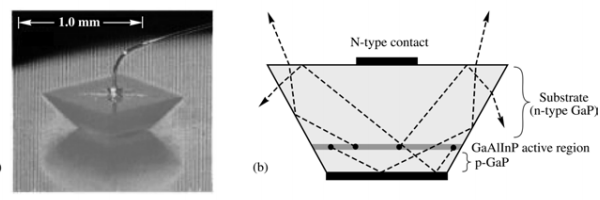 1.0 mm
)
N-type contact
Substrate
(n-type GaP)
GaAlInP active region
p-GaP
(b)